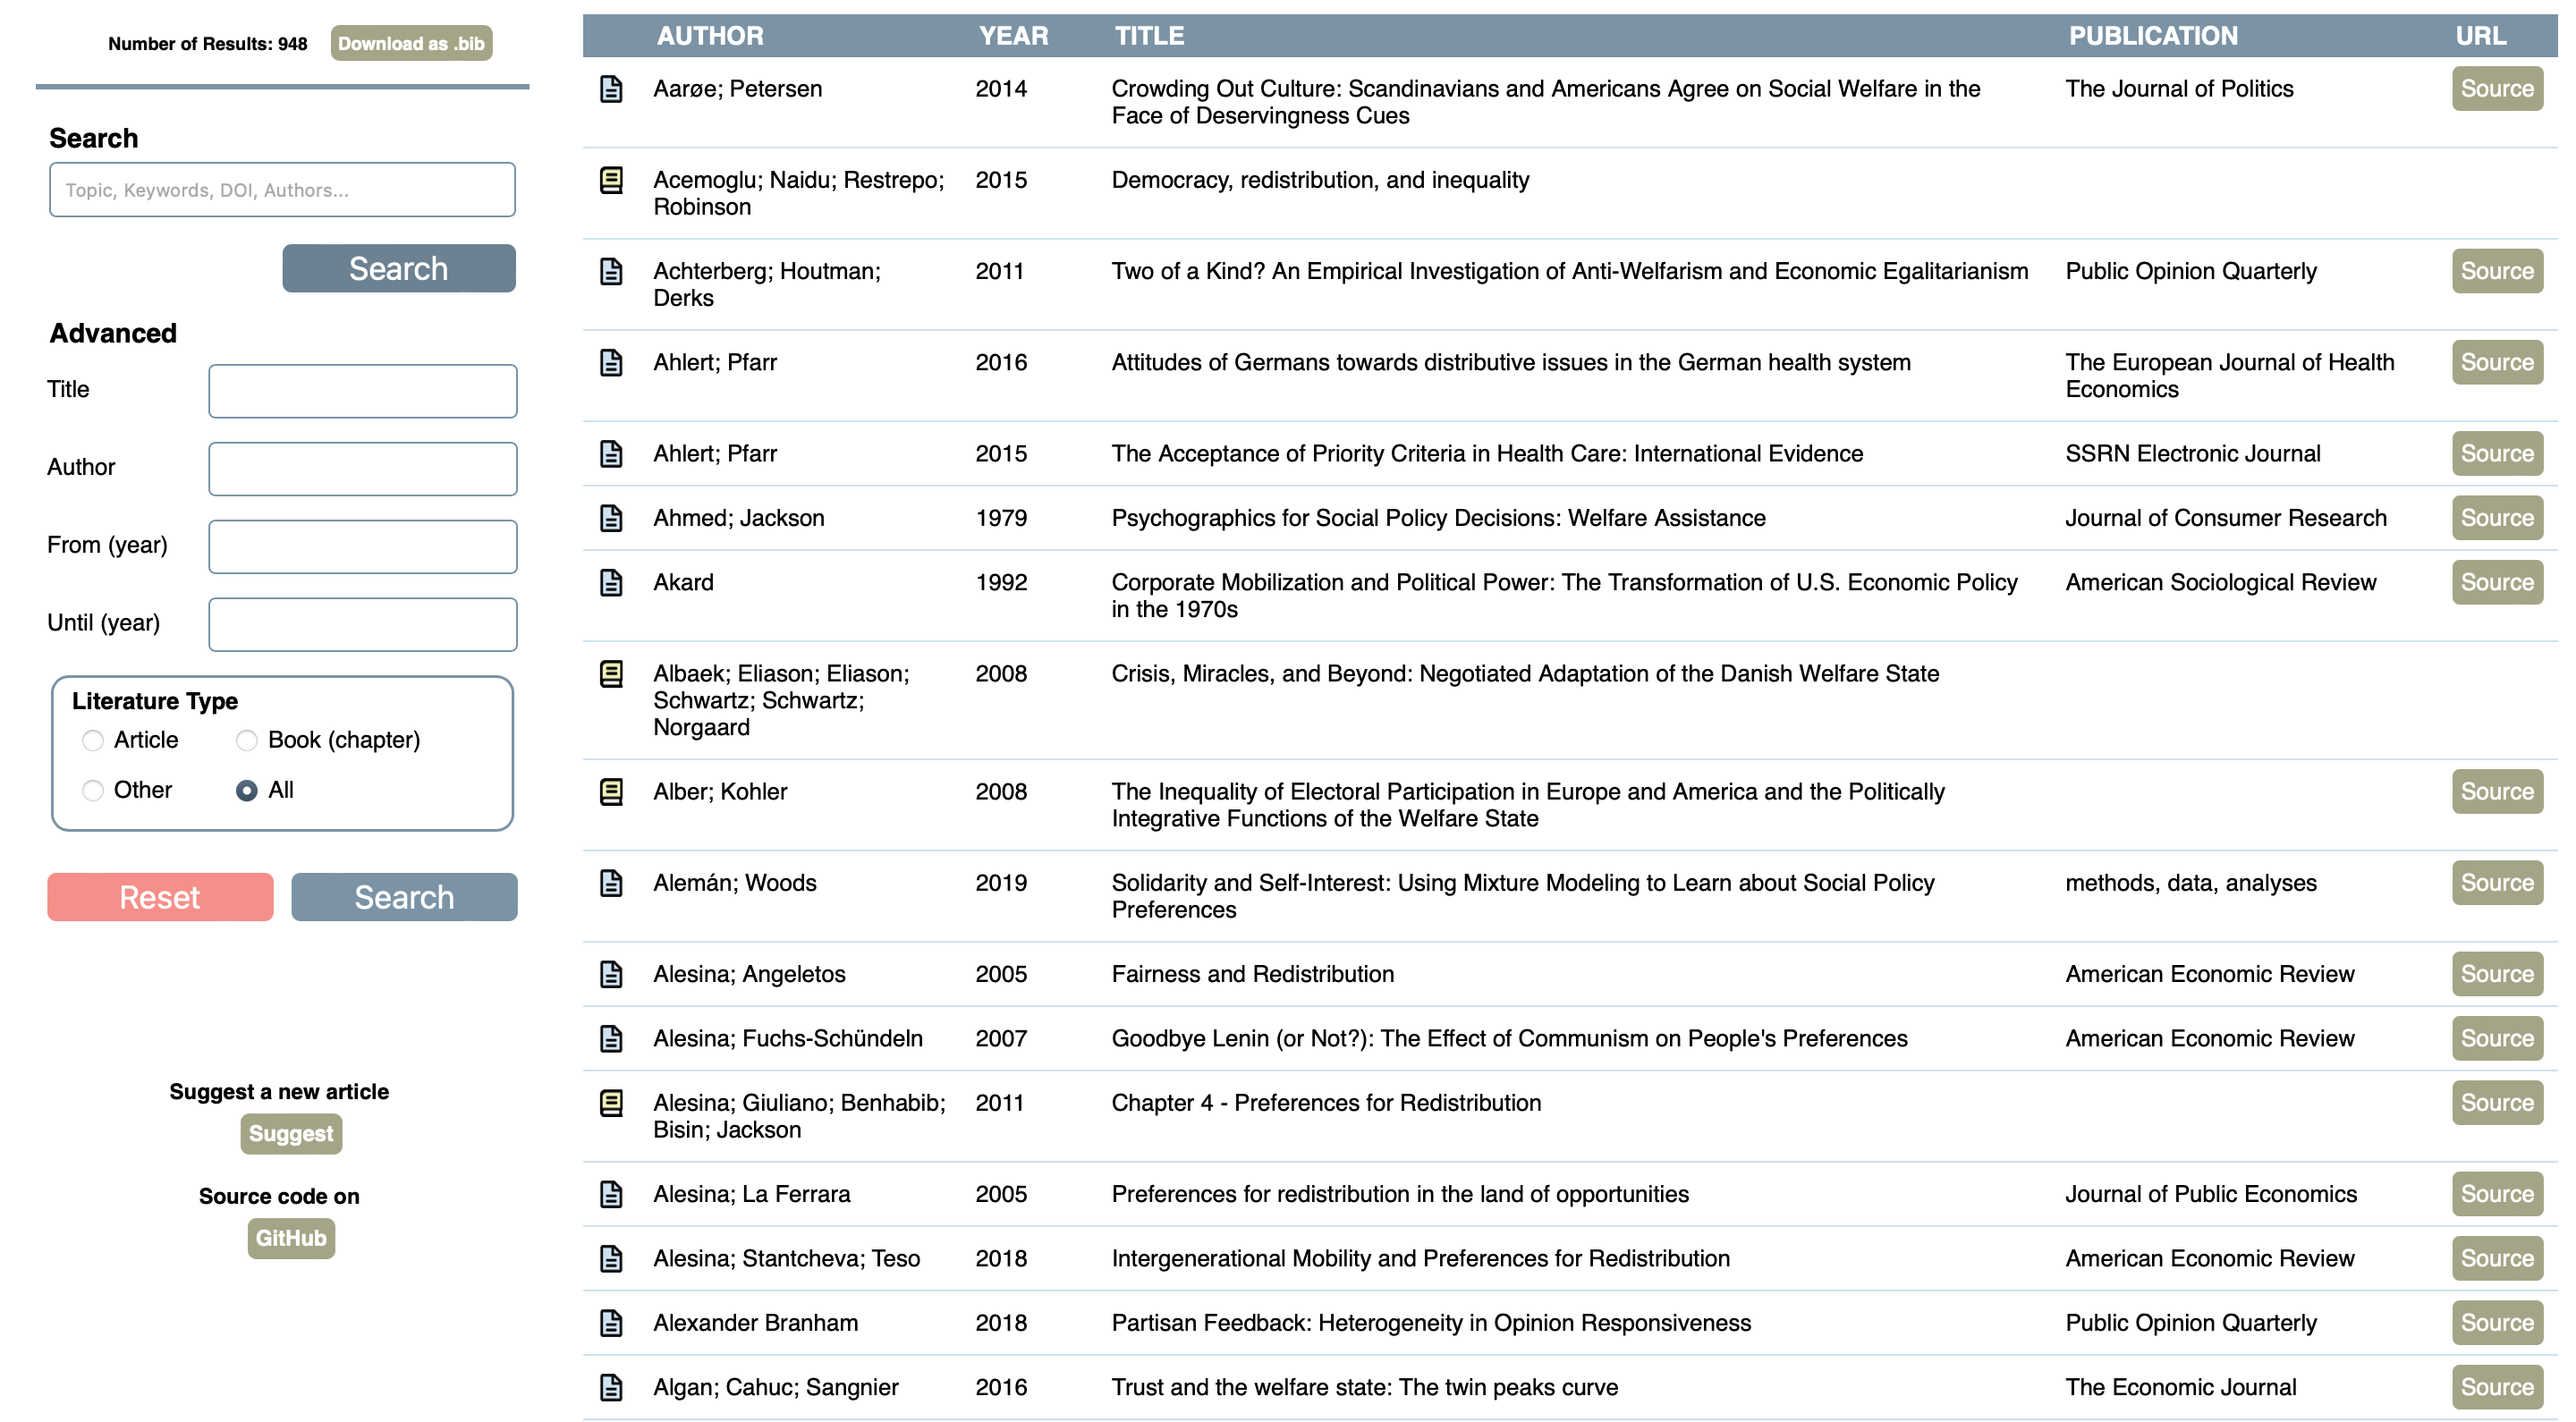 Number of Results: 948 Download as .bib
Search
Topic, Keywords, DOI, Authors...
Search
Advanced
Title
Author
From (year)
Until (year)
Literature Type
Article Book (chapter)
Other All
Reset Search
Suggest a new article
Suggest
Source code on
GitHub
AUTHOR YEAR TITLE PUBLICATION URL
Aarøe; Petersen 2014 Crowding Out Culture: Scandinavians and Americans Agree on Social Welfare in the The Journal of Politics Source
Face of Deservingness Cues
Acemoglu; Naidu; Restrepo; 2015 Democracy, redistribution, and inequality
Robinson
Achterberg; Houtman; 2011 Two of a Kind? An Empirical Investigation of Anti-Welfarism and Economic Egalitarianism Public Opinion Quarterly Source
Derks
Ahlert; Pfarr 2016 Attitudes of Germans towards distributive issues in the German health system The European Journal of Health Source
Economics
Ahlert; Pfarr 2015 The Acceptance of Priority Criteria in Health Care: International Evidence SSRN Electronic Journal Source
Ahmed; Jackson 1979 Psychographics for Social Policy Decisions: Welfare Assistance Journal of Consumer Research Source
Akard 1992 Corporate Mobilization and Political Power: The Transformation of U.S. Economic Policy American Sociological Review Source
in the 1970s
Albaek; Eliason; Eliason; 2008 Crisis, Miracles, and Beyond: Negotiated Adaptation of the Danish Welfare State
Schwartz; Schwartz;
Norgaard
Alber; Kohler 2008 The Inequality of Electoral Participation in Europe and America and the Politically Source
Integrative Functions of the Welfare State
Alemán; Woods 2019 Solidarity and Self-Interest: Using Mixture Modeling to Learn about Social Policy methods, data, analyses Source
Preferences
Alesina; Angeletos 2005 Fairness and Redistribution American Economic Review Source
Alesina; Fuchs-Schündeln 2007 Goodbye Lenin (or Not?): The Effect of Communism on People's Preferences American Economic Review Source
Alesina; Giuliano; Benhabib; 2011 Chapter 4 - Preferences for Redistribution Source
Bisin; Jackson
Alesina; La Ferrara 2005 Preferences for redistribution in the land of opportunities Journal of Public Economics Source
Alesina; Stantcheva; Teso 2018 Intergenerational Mobility and Preferences for Redistribution American Economic Review Source
Alexander Branham 2018 Partisan Feedback: Heterogeneity in Opinion Responsiveness Public Opinion Quarterly Source
Algan; Cahuc; Sangnier 2016 Trust and the welfare state: The twin peaks curve The Economic Journal Source